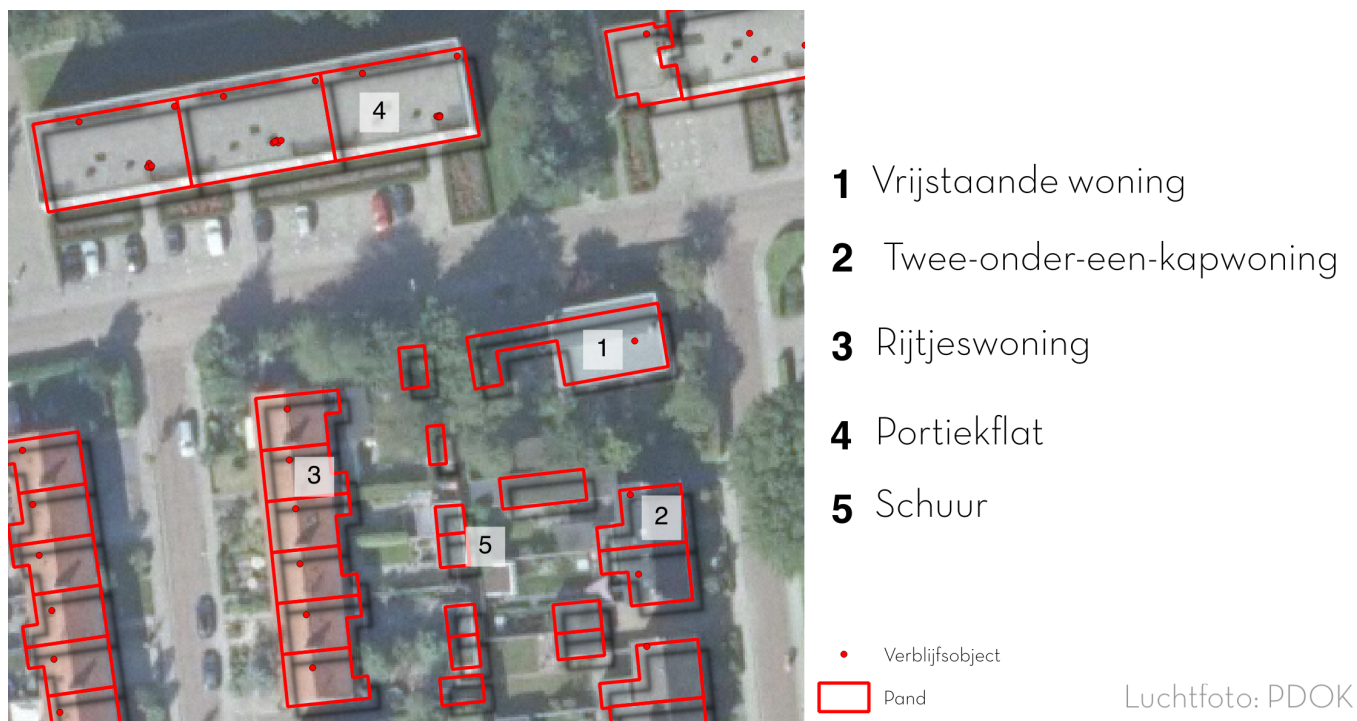 4
1
3
2
5
1 Vrijstaande woning
2 Twee-onder-een-kapwoning
3 Rijtjeswoning
4 Portiekflat
5 Schuur
Verblijfsobject
Pand
Luchtfoto: PDOK